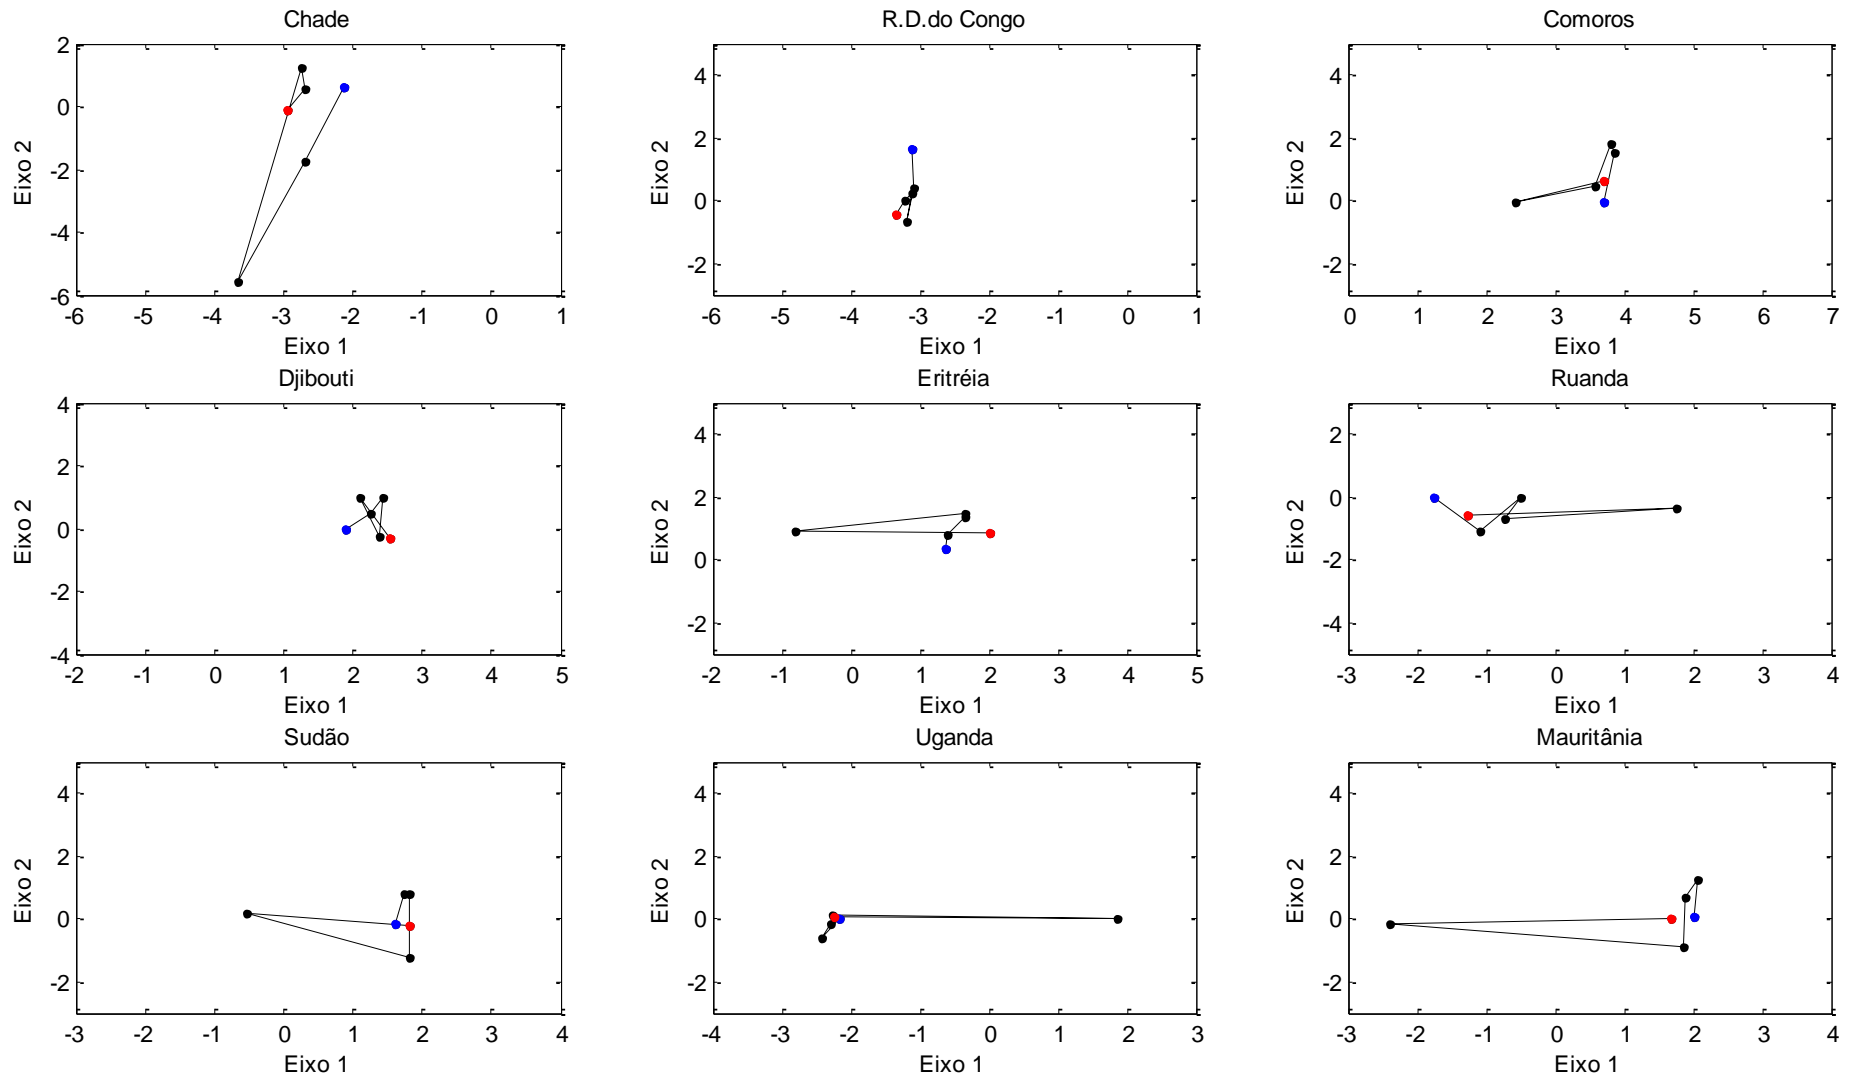 Chade
2
0
-2
-4
-6
Eixo 2
-6 -5 -4 -3 -2 -1 0 1
Eixo 1
R.D.do Congo
4
2
0
-2
Eixo 2
-6 -5 -4 -3 -2 -1 0 1
Eixo 1
Comoros
4
2
0
-2
Eixo 2
0 1 2 3 4 5 6 7
Eixo 1
Djibouti
4
2
0
-2
-4
Eixo 2
-2 -1 0 1 2 3 4 5
Eixo 1
Eritréia
4
2
0
-2
Eixo 2
-2 -1 0 1 2 3 4 5
Eixo 1
Ruanda
2
0
-2
-4
Eixo 2
-3 -2 -1 0 1 2 3 4
Eixo 1
Sudão
4
2
0
-2
Eixo 2
-3 -2 -1 0 1 2 3 4
Eixo 1
Uganda
4
2
0
-2
Eixo 2
-4 -3 -2 -1 0 1 2 3
Eixo 1
Mauritânia
4
2
0
-2
Eixo 2
-3 -2 -1 0 1 2 3 4
Eixo 1